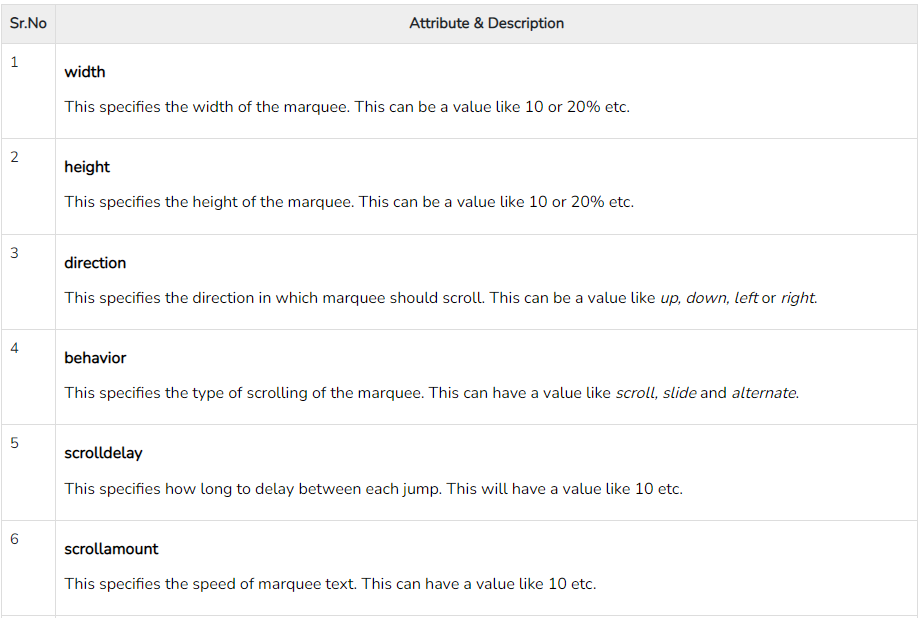 Sr.No Attribute & Description
1
width
This specifies the width of the marquee. This can be a value like 10 or 20% etc.
2
height
This specifies the height of the marquee. This can be a value like 10 or 20% etc.
3
direction
This specifies the direction in which marquee should scroll. This can be a value like up, down, left or right.
4
behavior
This specifies the type of scrolling of the marquee. This can have a value like scroll, slide and alternate.
5
scrolldelay
This specifies how long to delay between each jump. This will have a value like 10 etc.
6
scrollamount
This specifies the speed of marquee text. This can have a value like 10 etc.